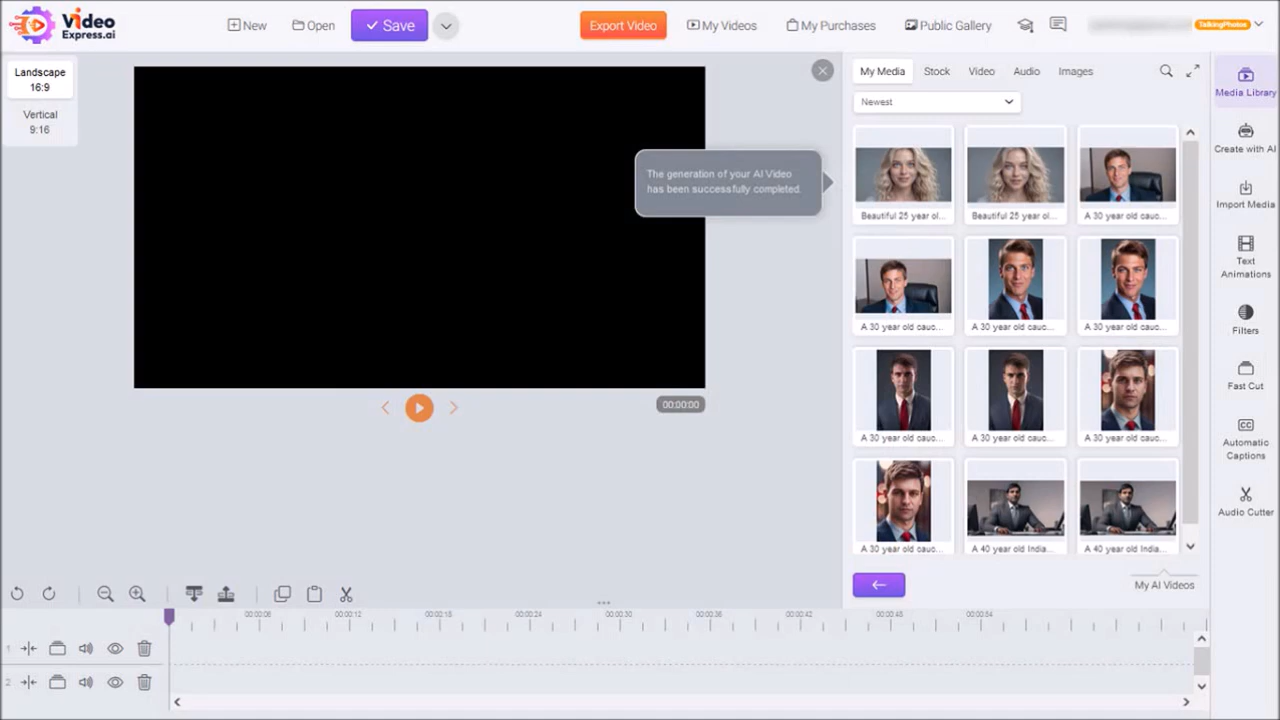 Video
Express.ai
New
Open
Save
Export Video
My Videos
My Purchases
Public Gallery
TalkingPhotos
Landscape
16:9
Vertical
9:16
The generation of your AI Video
has been successfully completed.
00:00:00
My Media
Stock
Video
Audio
Images
Newest
Beautiful 25 year ol...
Beautiful 25 year ol...
A 30 year old cauc...
A 30 year old cauc...
A 30 year old cauc...
A 30 year old cauc...
A 30 year old cauc...
A 30 year old cauc...
A 30 year old cauc...
A 30 year old cauc...
A 40 year old India...
A 40 year old India...
My AI Videos
Media Library
Create with AI
Import Media
Text
Animations
Filters
Fast Cut
CC
Automatic
Captions
Audio Cutter
00:00:06
00:00:12
00:00:18
00:00:24
00:00:30
00:00:36
00:00:42
00:00:48
00:00:54
1
2